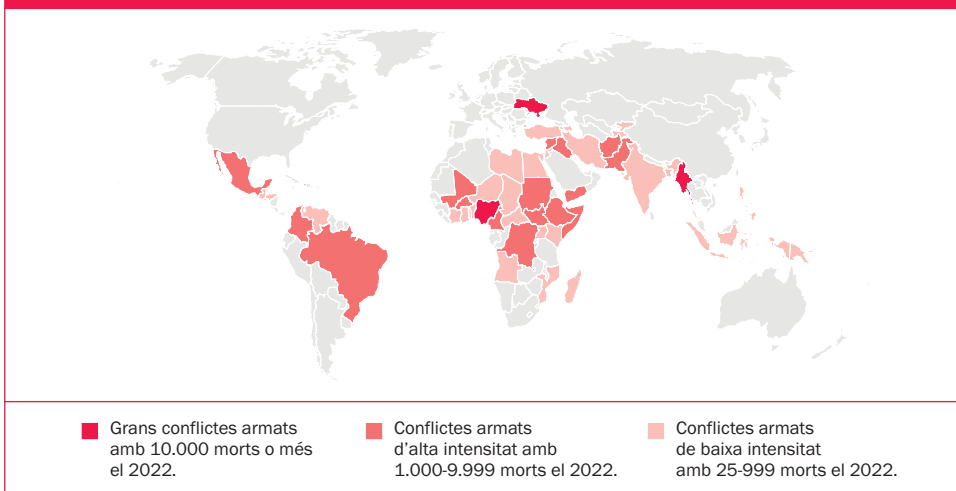 Grans conflictes armats
amb 10.000 morts o més
el 2022.
Conflictes armats
d’alta intensitat amb
1.000-9.999 morts el 2022.
Conflictes armats
de baixa intensitat
amb 25-999 morts el 2022.